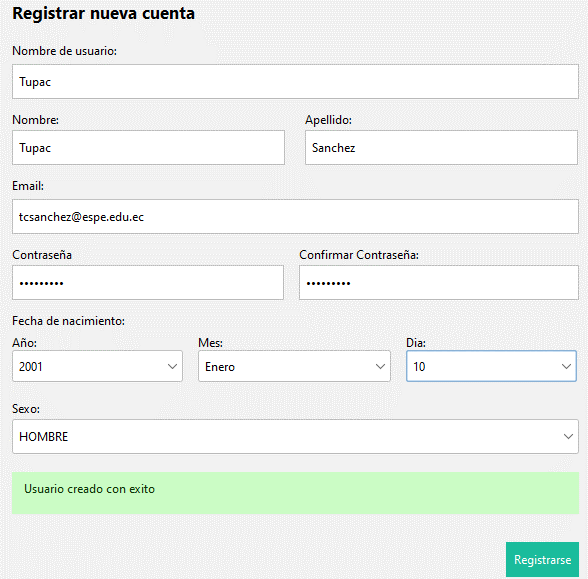 Registrar nueva cuenta
Nombre de usuario:
Tupac
Nombre: Apellido:
Tupac Sanchez
Email:
tcsanchez@espe.edu.ec
Contraseña Confirmar Contraseña:
••••••••• •••••••••
Fecha de nacimiento:
Año: Mes: Dia:
2001 Enero 10
Sexo:
HOMBRE
Usuario creado con exito
Registrarse